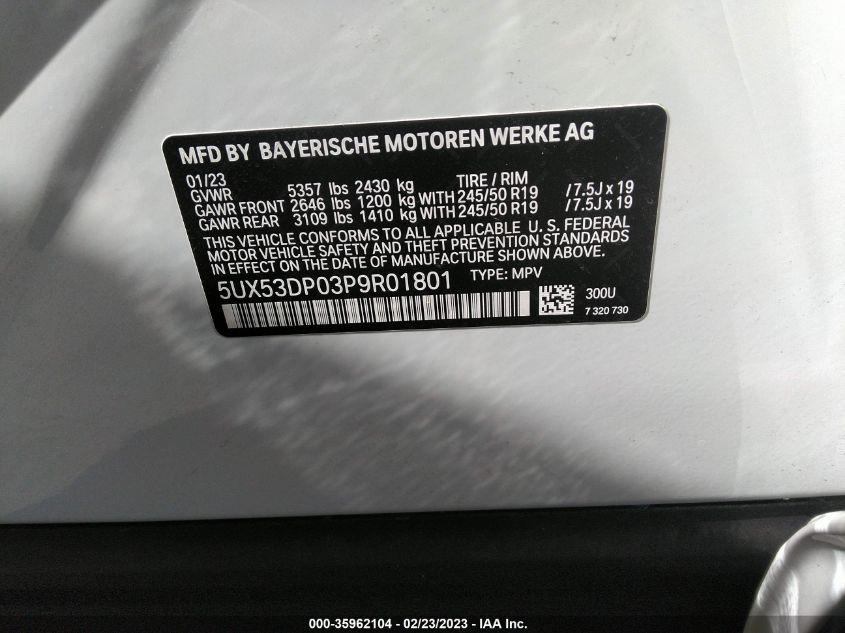 MFD BY BAYERISCHE MOTOREN WERKE AG
01/23 TIRE / RIM
GVWR 5357 lbs 2430 kg
GAWR FRONT 2646 lbs 1200 kg WITH 245/50 R19 / 7.5J x 19
GAWR REAR 3109 lbs 1410 kg WITH 245/50 R19 / 7.5J x 19
THIS VEHICLE CONFORMS TO ALL APPLICABLE U. S. FEDERAL
MOTOR VEHICLE SAFETY AND THEFT PREVENTION STANDARDS
IN EFFECT ON THE DATE OF MANUFACTURE SHOWN ABOVE.
5UX53DP03P9R01801 TYPE: MPV
300U
7 320 730
000-35962104 - 02/23/2023 - IAA Inc.